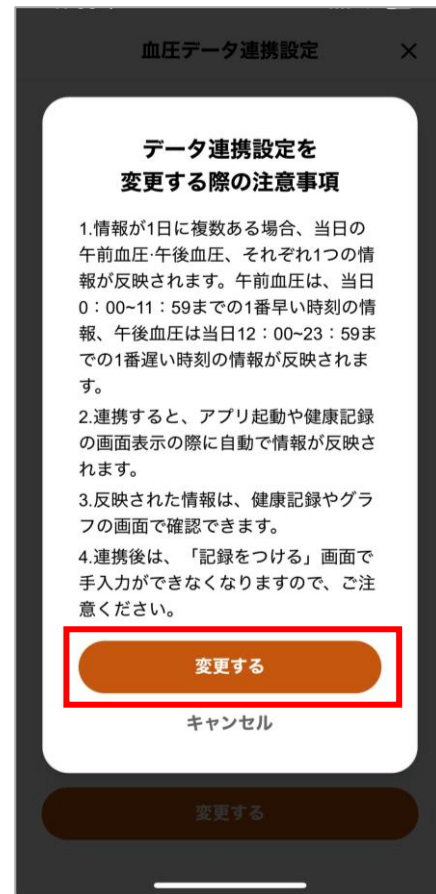 血圧データ連携設定 ×
データ連携設定を
変更する際の注意事項
1.情報が1日に複数ある場合、当日の
午前血圧･午後血圧、それぞれ1つの情
報が反映されます。午前血圧は、当日
0：00~11：59までの1番早い時刻の情
報、午後血圧は当日12：00~23：59ま
での1番遅い時刻の情報が反映されま
す。
2.連携すると、アプリ起動や健康記録
の画面表示の際に自動で情報が反映さ
れます。
3.反映された情報は、健康記録やグラ
フの画面で確認できます。
4.連携後は、「記録をつける」画面で
手入力ができなくなりますので、ご注
意ください。
変更する
キャンセル
変更する